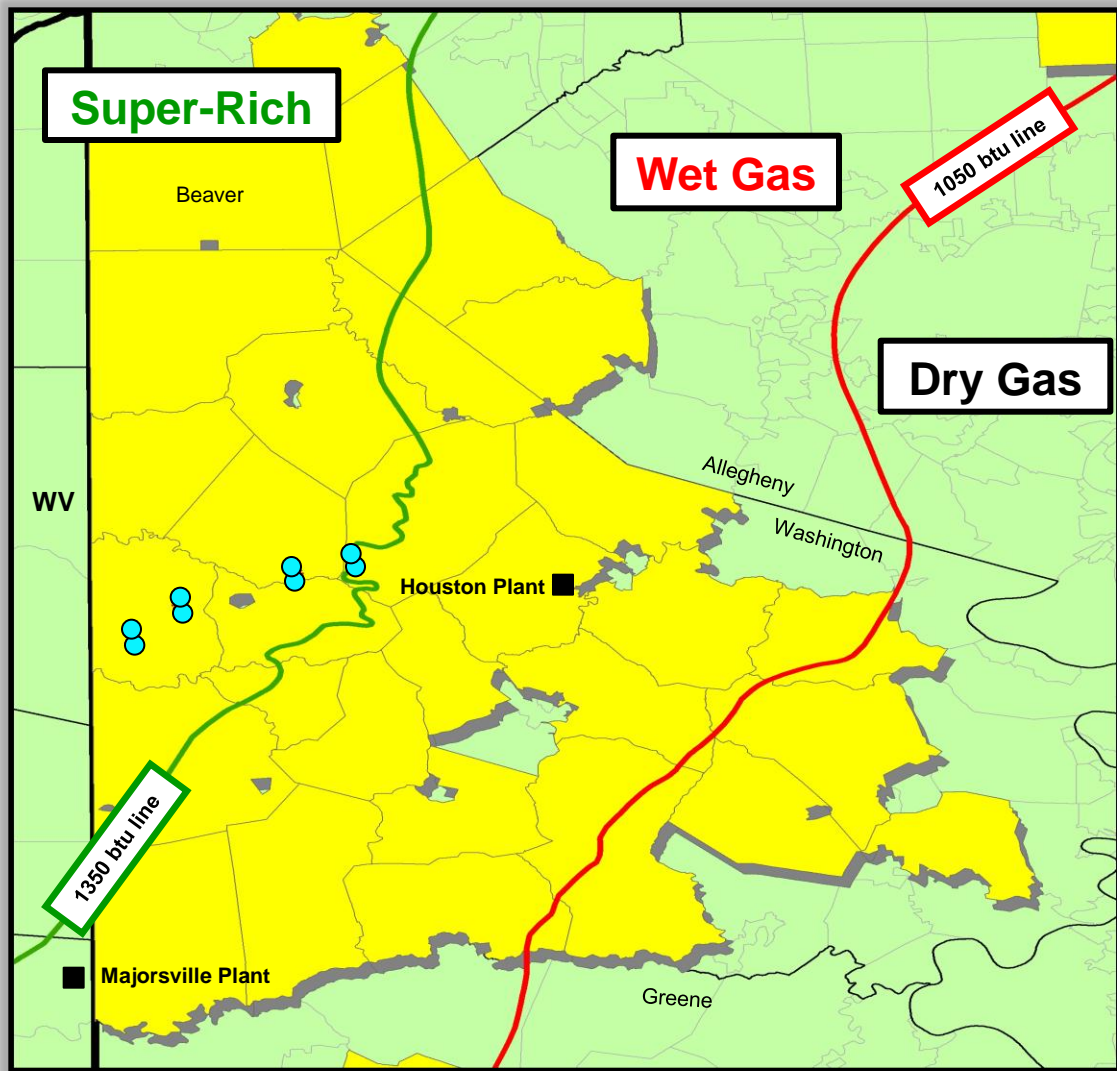 Super-Rich
Wet Gas
1050 btu line
Beaver
Dry Gas
Allegheny
WV
Washington
Houston Plant
1350 btu line
Majorsville Plant
Greene